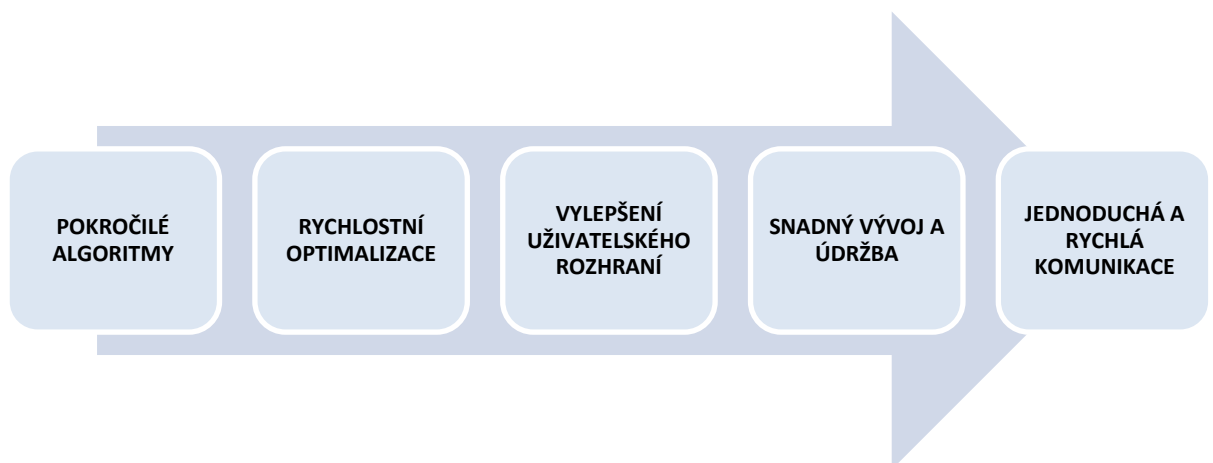 POKROČILÉ
ALGORITMY
RYCHLOSTNÍ
OPTIMALIZACE
VYLEPŠENÍ
UŽIVATELSKÉHO
ROZHRANÍ
SNADNÝ VÝVOJ A
ÚDRŽBA
JEDNODUCHÁ A
RYCHLÁ
KOMUNIKACE